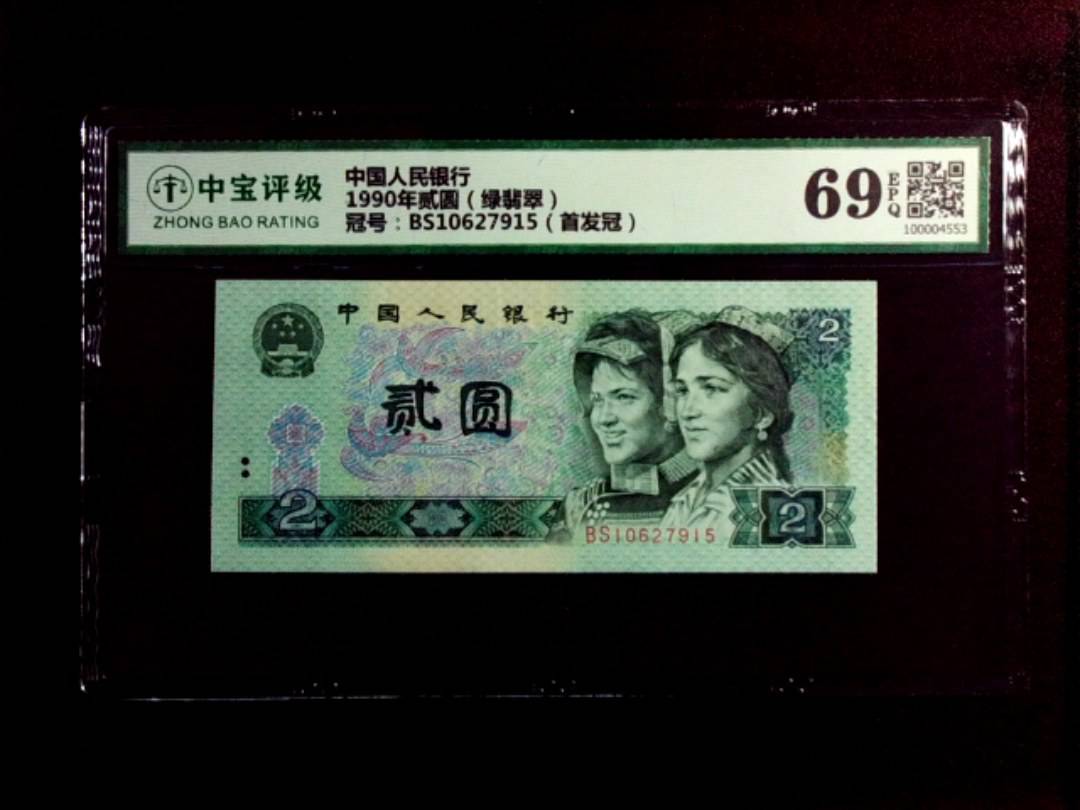 中宝评级
ZHONG BAO RATING
中国人民银行
1990年贰圆（绿翡翠）
冠号：BS10627915（首发冠）
69
EPQ
100004553
中国人民银行
2
贰圆
2
BS10627915
2